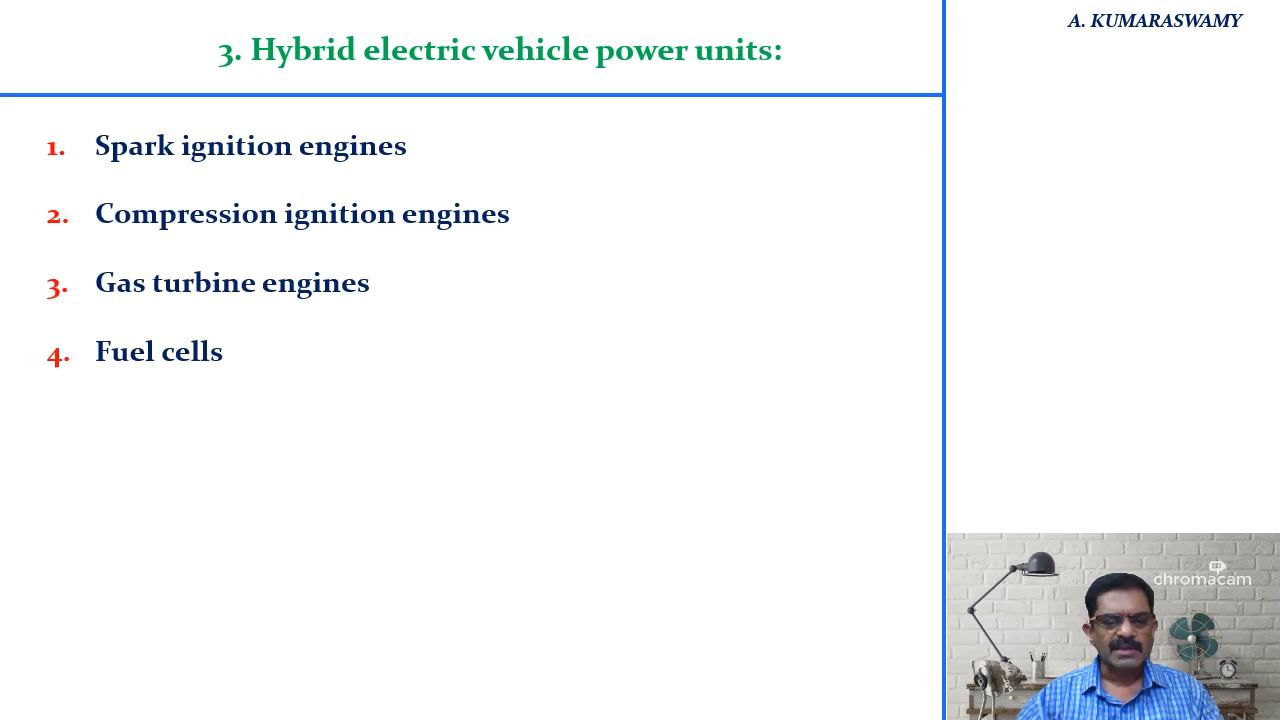 A. KUMARASWAMY
3. Hybrid electric vehicle power units:
1. Spark ignition engines
2. Compression ignition engines
3. Gas turbine engines
4. Fuel cells
chromacam